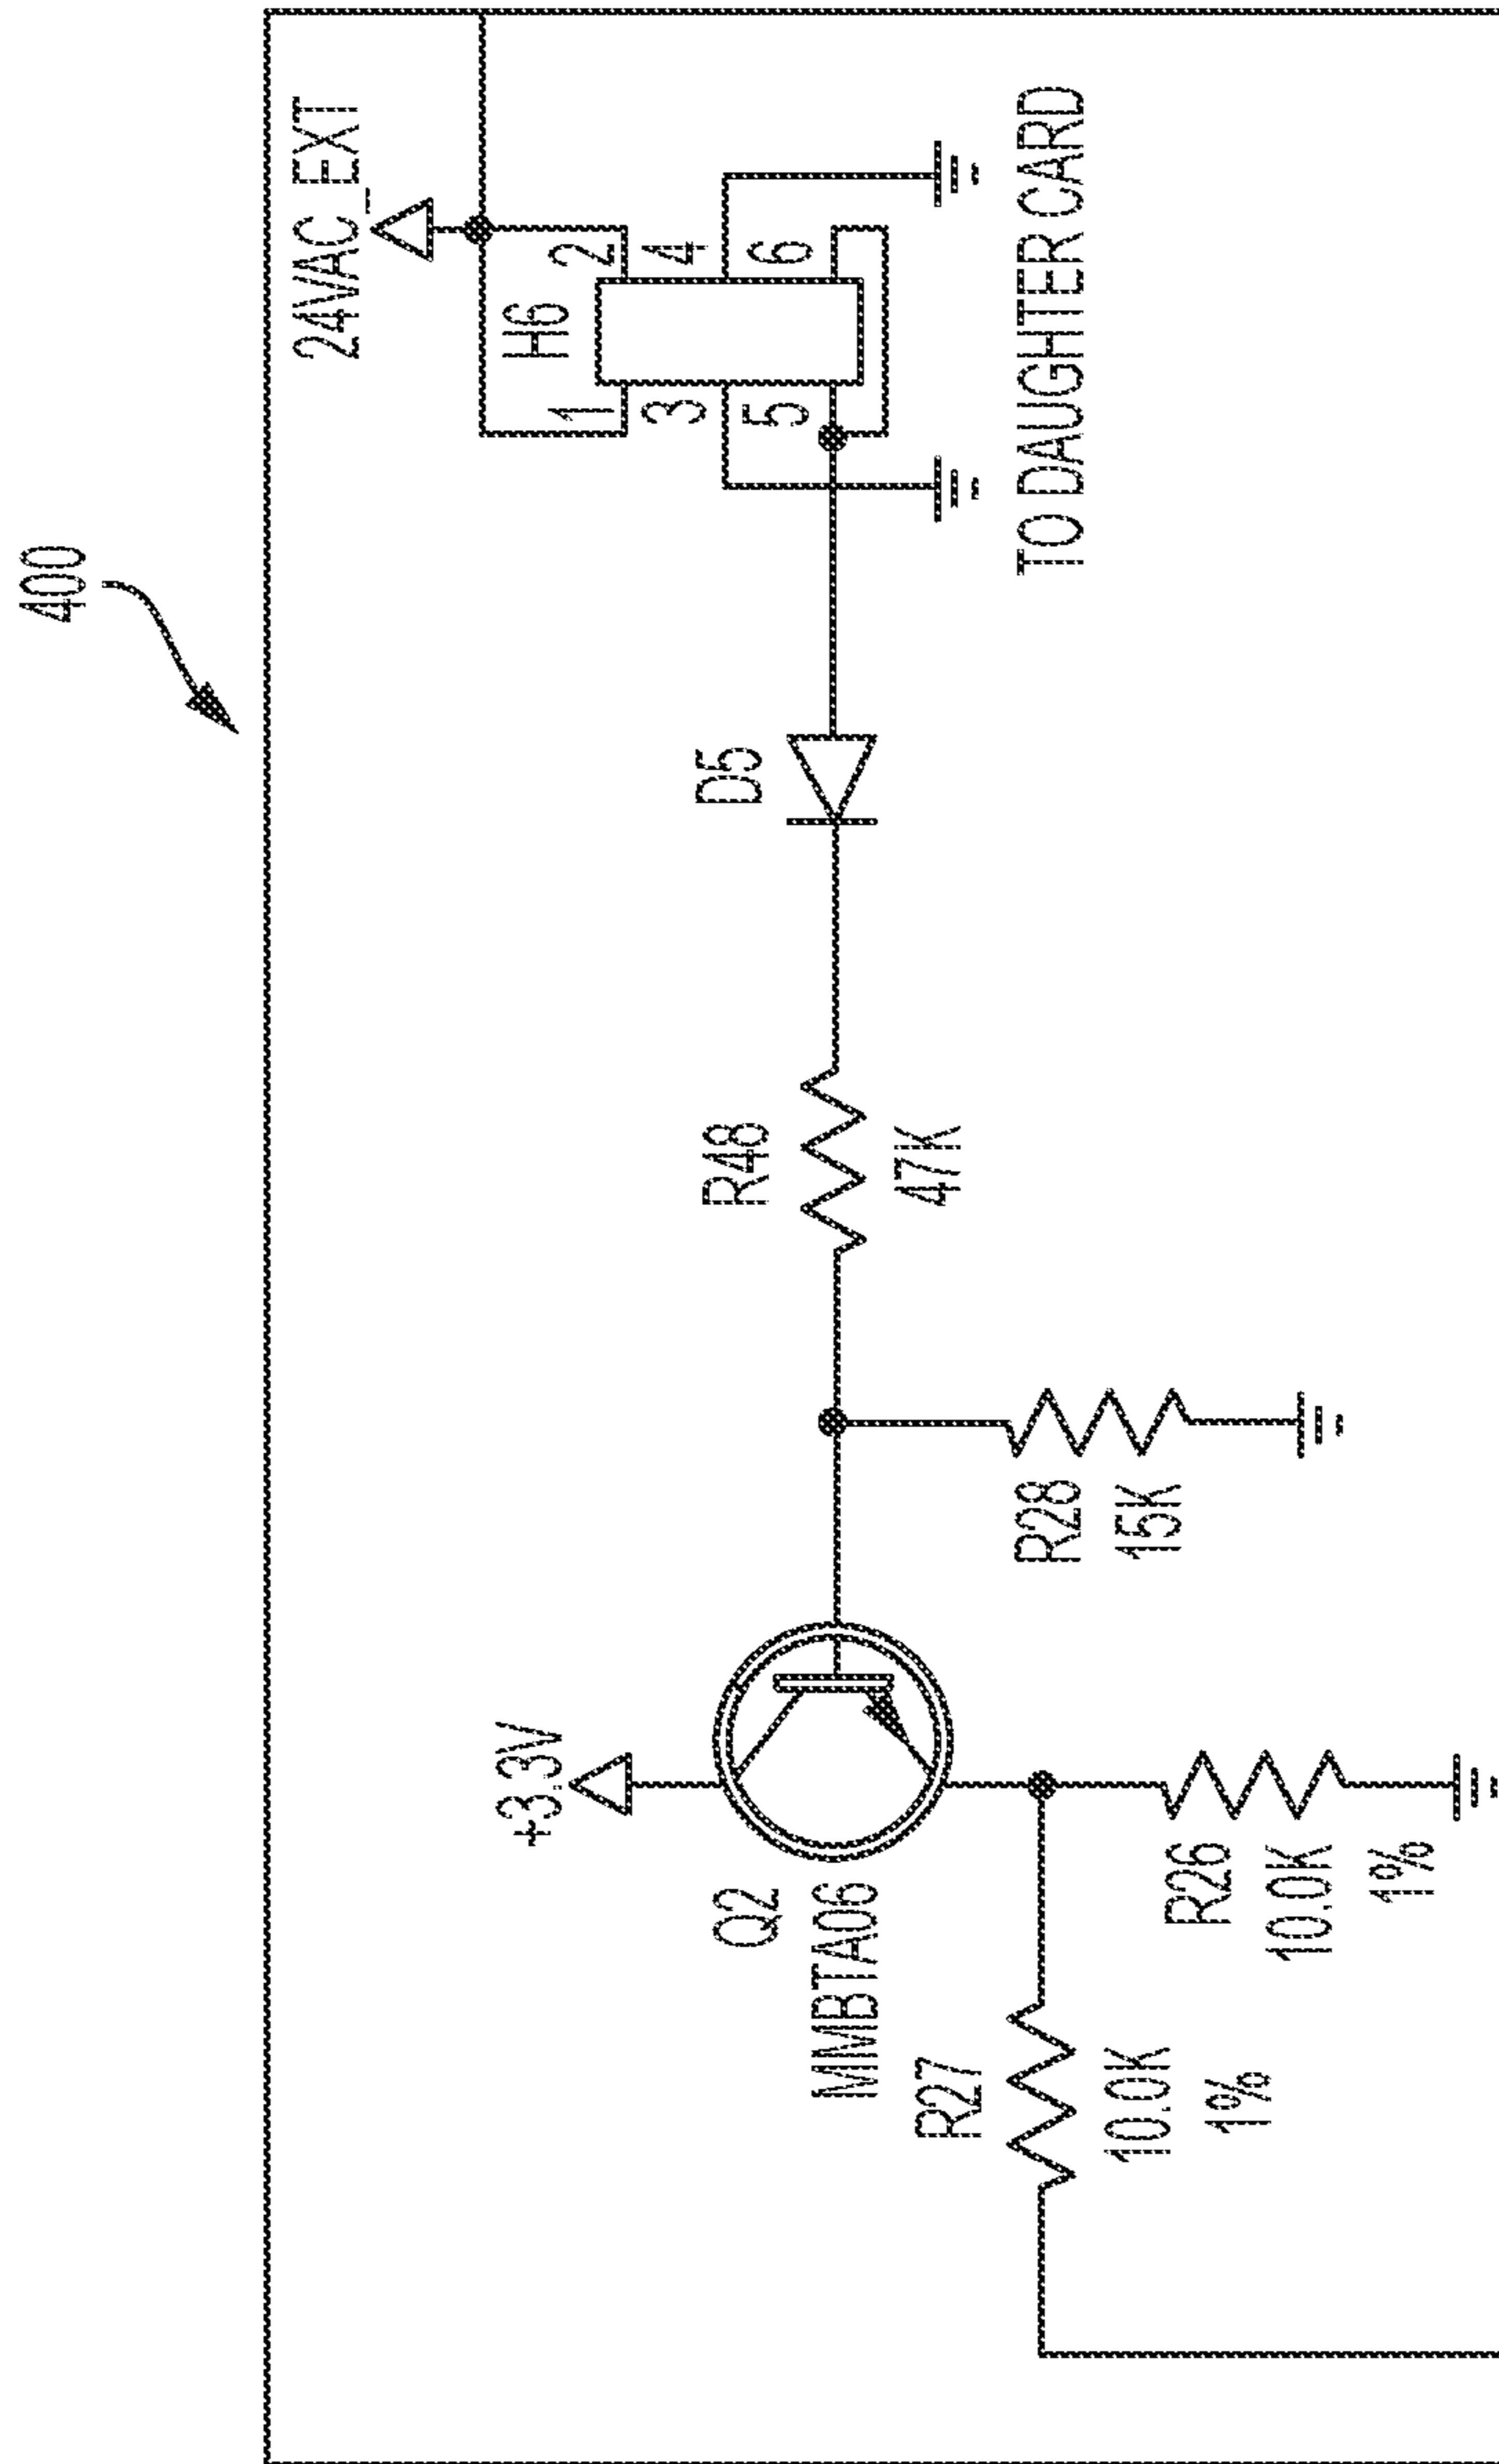 400
24VAC_EXT
+3.3V
H6
1 2
3 4
5 6
Q2
MMBTA06
R48
47K
D5
R27
10.0K
1%
R26
10.0K
1%
R28
15K
TO DAUGHTER CARD